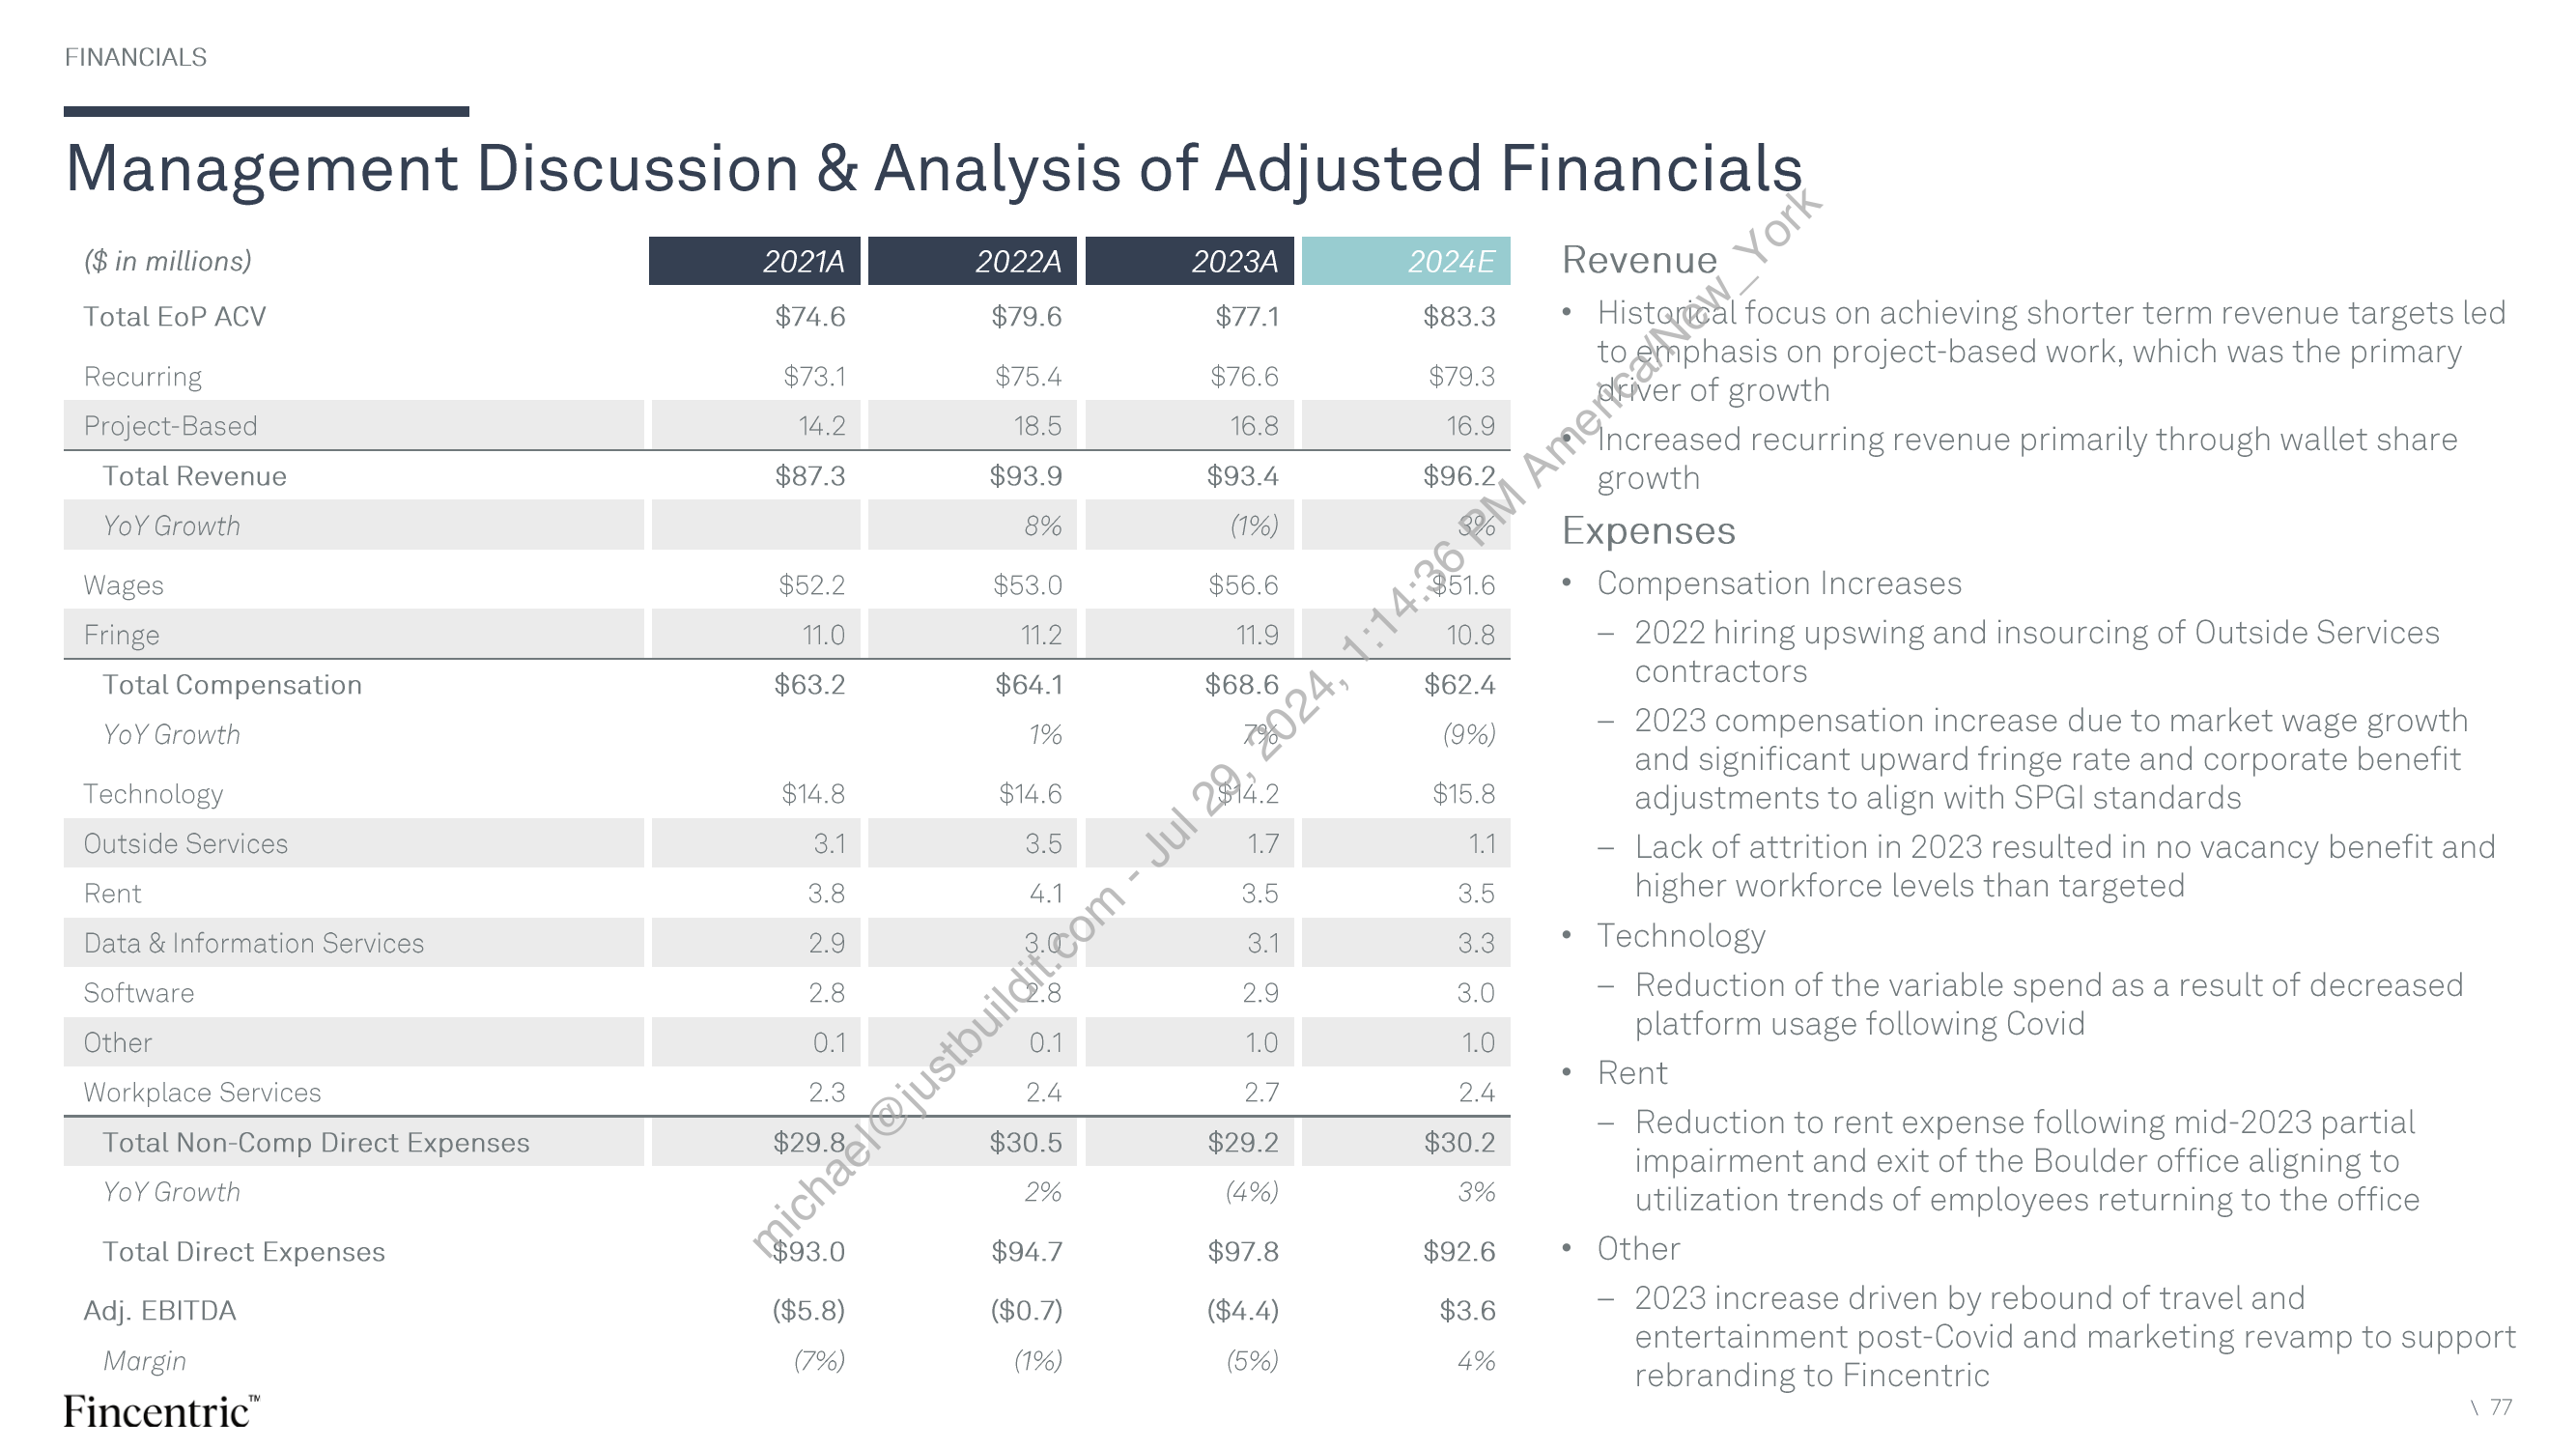 FINANCIALS
Management Discussion & Analysis of Adjusted Financials
($ in millions) 2021A 2022A 2023A 2024E
Total EoP ACV $74.6 $79.6 $77.1 $83.3
Recurring $73.1 $75.4 $76.6 $79.3
Project-Based 14.2 18.5 16.8 16.9
Total Revenue $87.3 $93.9 $93.4 $96.2
YoY Growth 8% (1%) 3%
Wages $52.2 $53.0 $56.6 $51.6
Fringe 11.0 11.2 11.9 10.8
Total Compensation $63.2 $64.1 $68.6 $62.4
YoY Growth 1% 7% (9%)
Technology $14.8 $14.6 $14.2 $15.8
Outside Services 3.1 3.5 1.7 1.1
Rent 3.8 4.1 3.5 3.5
Data & Information Services 2.9 3.0 3.1 3.3
Software 2.8 2.8 2.9 3.0
Other 0.1 0.1 1.0 1.0
Workplace Services 2.3 2.4 2.7 2.4
Total Non-Comp Direct Expenses $29.8 $30.5 $29.2 $30.2
YoY Growth 2% (4%) 3%
Total Direct Expenses $93.0 $94.7 $97.8 $92.6
Adj. EBITDA ($5.8) ($0.7) ($4.4) $3.6
Margin (7%) (1%) (5%) 4%
Revenue
• Historical focus on achieving shorter term revenue targets led
to emphasis on project-based work, which was the primary
driver of growth
• Increased recurring revenue primarily through wallet share
growth
Expenses
• Compensation Increases
– 2022 hiring upswing and insourcing of Outside Services
contractors
– 2023 compensation increase due to market wage growth
and significant upward fringe rate and corporate benefit
adjustments to align with SPGI standards
– Lack of attrition in 2023 resulted in no vacancy benefit and
higher workforce levels than targeted
• Technology
– Reduction of the variable spend as a result of decreased
platform usage following Covid
• Rent
– Reduction to rent expense following mid-2023 partial
impairment and exit of the Boulder office aligning to
utilization trends of employees returning to the office
• Other
– 2023 increase driven by rebound of travel and
entertainment post-Covid and marketing revamp to support
rebranding to Fincentric
michael@justbuildit.com - Jul 29, 2024, 1:14:36 PM America/New_York
Fincentric™
\ 77